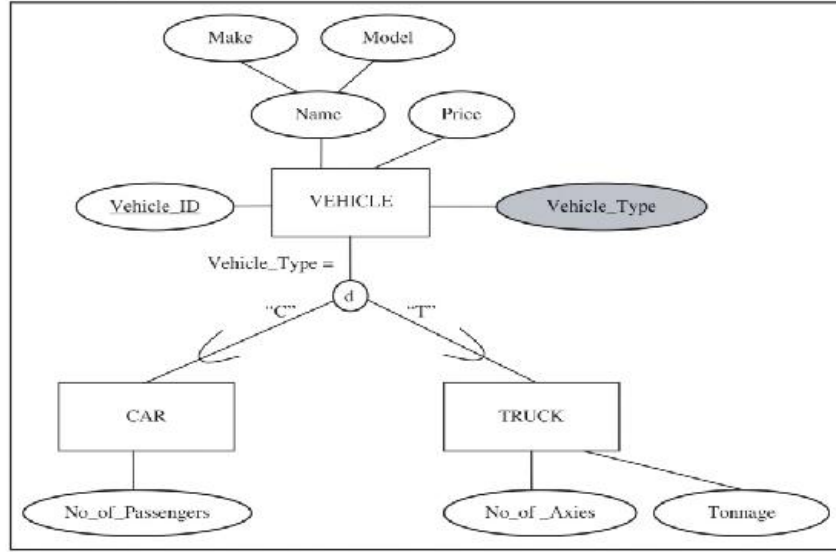 Make
Model
Name
Price
Vehicle_ID
VEHICLE
Vehicle_Type
Vehicle_Type =
d
“C”
“T”
CAR
TRUCK
No_of_Passengers
No_of _Axies
Tonnage